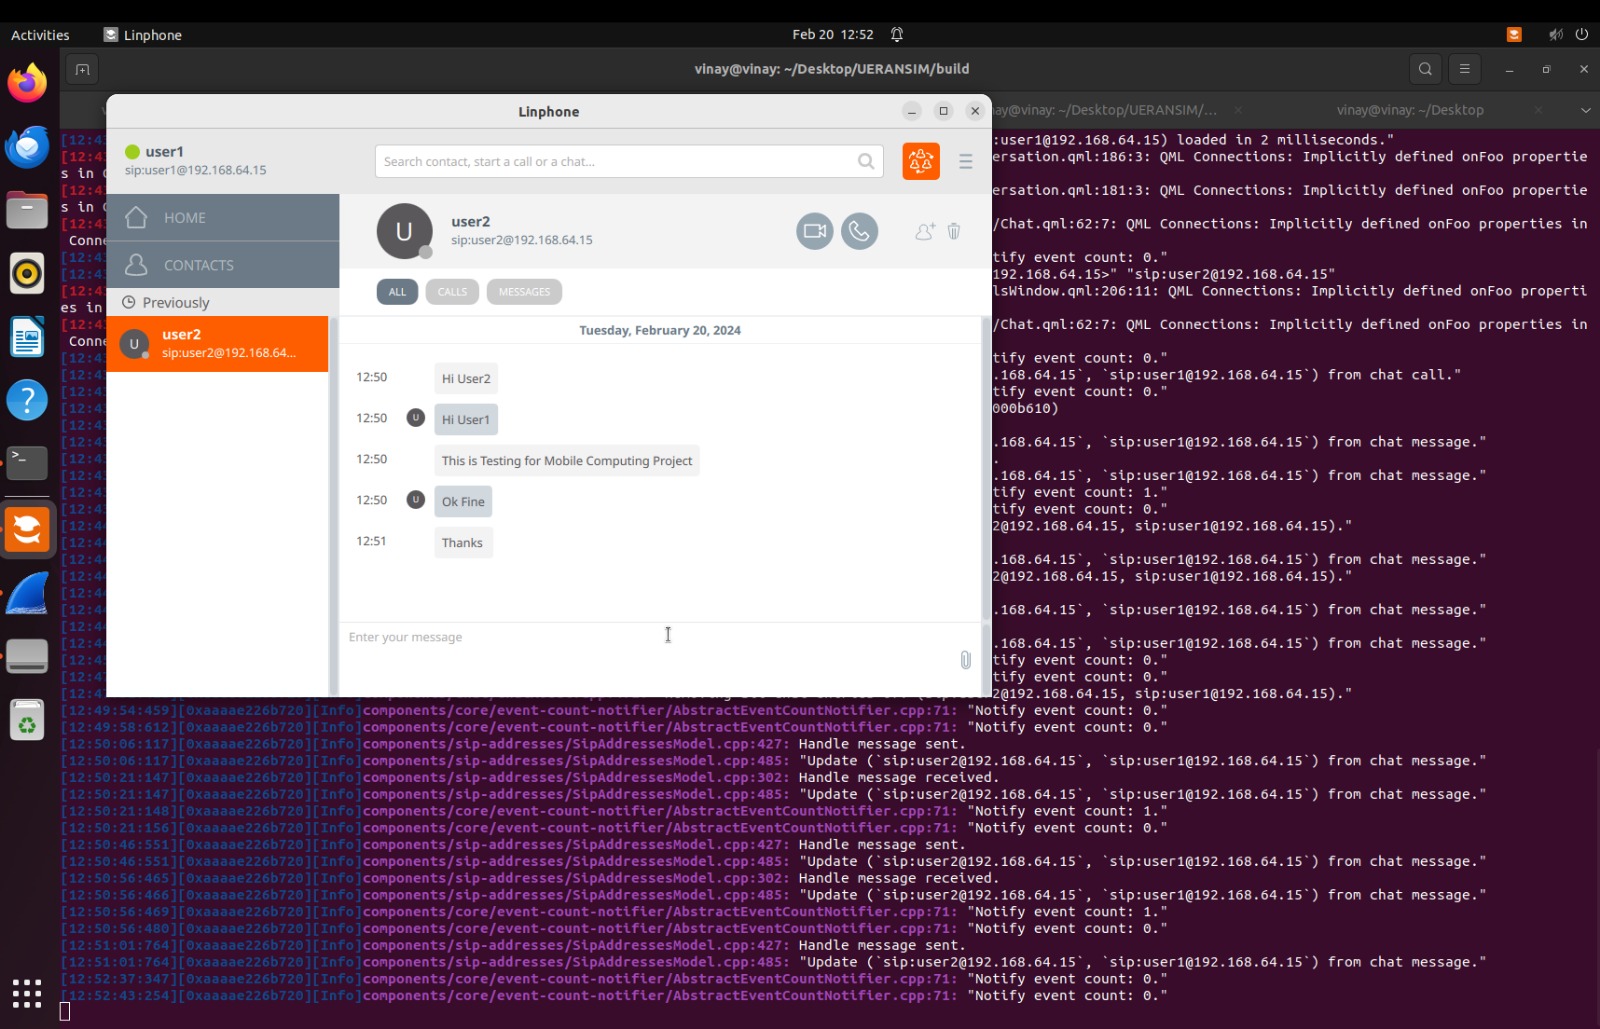 Activities
Linphone
Feb 20 12:52
vinay@vinay: ~/Desktop/UERANSIM/build
ay@vinay: ~/Desktop/UERANSIM/...
vinay@vinay: ~/Desktop
Linphone
user1
sip:user1@192.168.64.15
Search contact, start a call or a chat...
HOME
CONTACTS
Previously
U
user2
sip:user2@192.168.64...
U
user2
sip:user2@192.168.64.15
ALL
CALLS
MESSAGES
Tuesday, February 20, 2024
12:50
Hi User2
12:50
U
Hi User1
12:50
This is Testing for Mobile Computing Project
12:50
U
Ok Fine
12:51
Thanks
Enter your message
:user1@192.168.64.15) loaded in 2 milliseconds."
ersation.qml:186:3: QML Connections: Implicitly defined onFoo propertie
s in
ersation.qml:181:3: QML Connections: Implicitly defined onFoo propertie
s in
/Chat.qml:62:7: QML Connections: Implicitly defined onFoo properties in
Conne
tify event count: 0."
192.168.64.15>" "sip:user2@192.168.64.15"
lsWindow.qml:206:11: QML Connections: Implicitly defined onFoo properti
es in
/Chat.qml:62:7: QML Connections: Implicitly defined onFoo properties in
Conne
tify event count: 0."
.168.64.15`, `sip:user1@192.168.64.15`) from chat call."
tify event count: 0."
000b610)
.168.64.15`, `sip:user1@192.168.64.15`) from chat message."
.
.168.64.15`, `sip:user1@192.168.64.15`) from chat message."
tify event count: 1."
tify event count: 0."
2@192.168.64.15, sip:user1@192.168.64.15)."
.168.64.15`, `sip:user1@192.168.64.15`) from chat message."
2@192.168.64.15, sip:user1@192.168.64.15)."
.168.64.15`, `sip:user1@192.168.64.15`) from chat message."
.168.64.15`, `sip:user1@192.168.64.15`) from chat message."
tify event count: 0."
tify event count: 0."
2@192.168.64.15, sip:user1@192.168.64.15)."
[12:49:54:459][0xaaaae226b720][Info]components/core/event-count-notifier/AbstractEventCountNotifier.cpp:71: "Notify event count: 0."
[12:49:58:612][0xaaaae226b720][Info]components/core/event-count-notifier/AbstractEventCountNotifier.cpp:71: "Notify event count: 0."
[12:50:06:117][0xaaaae226b720][Info]components/sip-addresses/SipAddressesModel.cpp:427: Handle message sent.
[12:50:06:117][0xaaaae226b720][Info]components/sip-addresses/SipAddressesModel.cpp:485: "Update (`sip:user2@192.168.64.15`, `sip:user1@192.168.64.15`) from chat message."
[12:50:21:147][0xaaaae226b720][Info]components/sip-addresses/SipAddressesModel.cpp:302: Handle message received.
[12:50:21:147][0xaaaae226b720][Info]components/sip-addresses/SipAddressesModel.cpp:485: "Update (`sip:user2@192.168.64.15`, `sip:user1@192.168.64.15`) from chat message."
[12:50:21:148][0xaaaae226b720][Info]components/core/event-count-notifier/AbstractEventCountNotifier.cpp:71: "Notify event count: 1."
[12:50:21:156][0xaaaae226b720][Info]components/core/event-count-notifier/AbstractEventCountNotifier.cpp:71: "Notify event count: 0."
[12:50:46:551][0xaaaae226b720][Info]components/sip-addresses/SipAddressesModel.cpp:427: Handle message sent.
[12:50:46:551][0xaaaae226b720][Info]components/sip-addresses/SipAddressesModel.cpp:485: "Update (`sip:user2@192.168.64.15`, `sip:user1@192.168.64.15`) from chat message."
[12:50:56:465][0xaaaae226b720][Info]components/sip-addresses/SipAddressesModel.cpp:302: Handle message received.
[12:50:56:466][0xaaaae226b720][Info]components/sip-addresses/SipAddressesModel.cpp:485: "Update (`sip:user2@192.168.64.15`, `sip:user1@192.168.64.15`) from chat message."
[12:50:56:469][0xaaaae226b720][Info]components/core/event-count-notifier/AbstractEventCountNotifier.cpp:71: "Notify event count: 1."
[12:50:56:480][0xaaaae226b720][Info]components/core/event-count-notifier/AbstractEventCountNotifier.cpp:71: "Notify event count: 0."
[12:51:01:764][0xaaaae226b720][Info]components/sip-addresses/SipAddressesModel.cpp:427: Handle message sent.
[12:51:01:764][0xaaaae226b720][Info]components/sip-addresses/SipAddressesModel.cpp:485: "Update (`sip:user2@192.168.64.15`, `sip:user1@192.168.64.15`) from chat message."
[12:52:37:347][0xaaaae226b720][Info]components/core/event-count-notifier/AbstractEventCountNotifier.cpp:71: "Notify event count: 0."
[12:52:43:254][0xaaaae226b720][Info]components/core/event-count-notifier/AbstractEventCountNotifier.cpp:71: "Notify event count: 0."